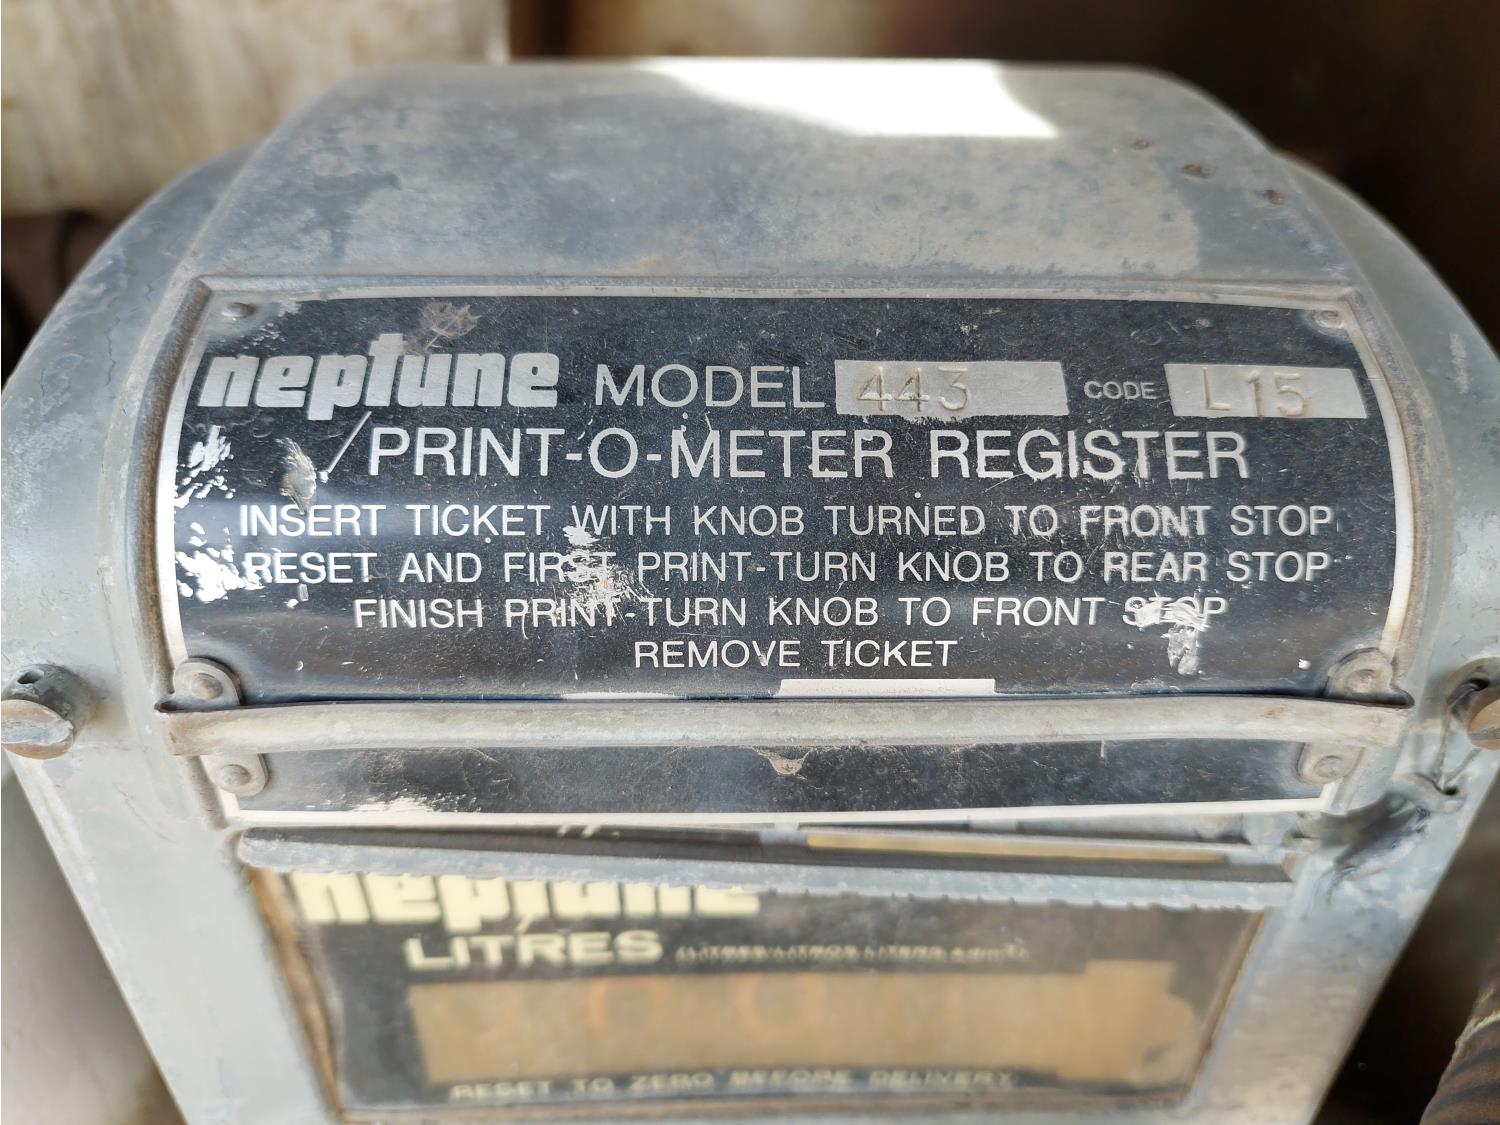 neptune MODEL 443 CODE L15
PRINT-O-METER REGISTER
INSERT TICKET WITH KNOB TURNED TO FRONT STOP
RESET AND FIRST PRINT-TURN KNOB TO REAR STOP
FINISH PRINT-TURN KNOB TO FRONT STOP
REMOVE TICKET
neptune
LITRES
RESET TO ZERO BEFORE DELIVERY